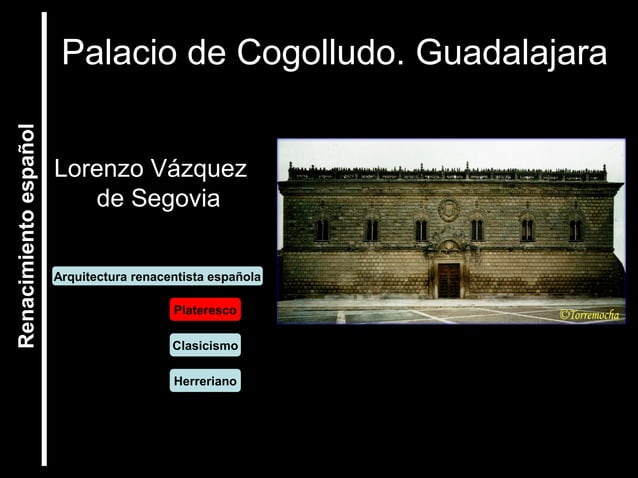 Palacio de Cogolludo. Guadalajara
Renacimiento español
Lorenzo Vázquez
de Segovia
Arquitectura renacentista española
Plateresco
Clasicismo
Herreriano
©Torremocha